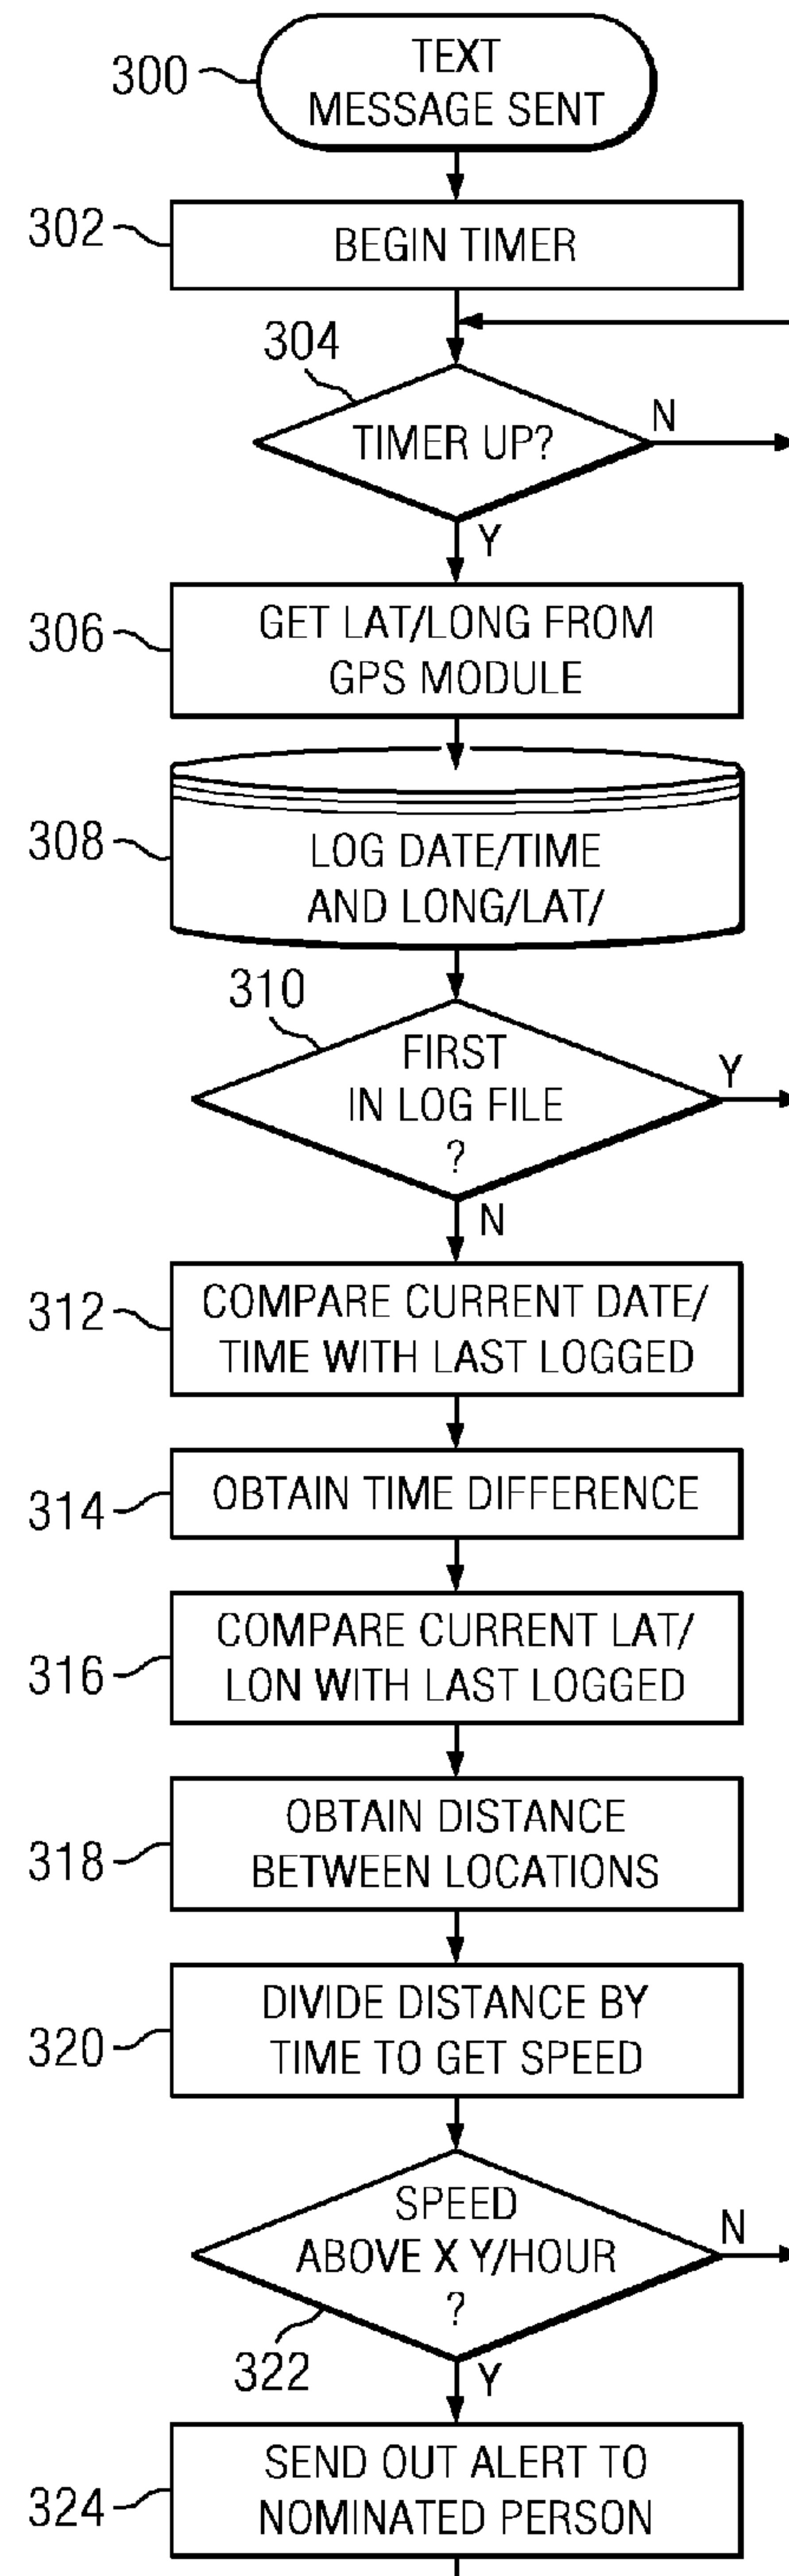 300
TEXT
MESSAGE SENT
302
BEGIN TIMER
304
TIMER UP?
N
Y
306
GET LAT/LONG FROM
GPS MODULE
308
LOG DATE/TIME
AND LONG/LAT/
310
FIRST
IN LOG FILE
?
Y
N
312
COMPARE CURRENT DATE/
TIME WITH LAST LOGGED
314
OBTAIN TIME DIFFERENCE
316
COMPARE CURRENT LAT/
LON WITH LAST LOGGED
318
OBTAIN DISTANCE
BETWEEN LOCATIONS
320
DIVIDE DISTANCE BY
TIME TO GET SPEED
SPEED
ABOVE X Y/HOUR
?
N
322
Y
324
SEND OUT ALERT TO
NOMINATED PERSON